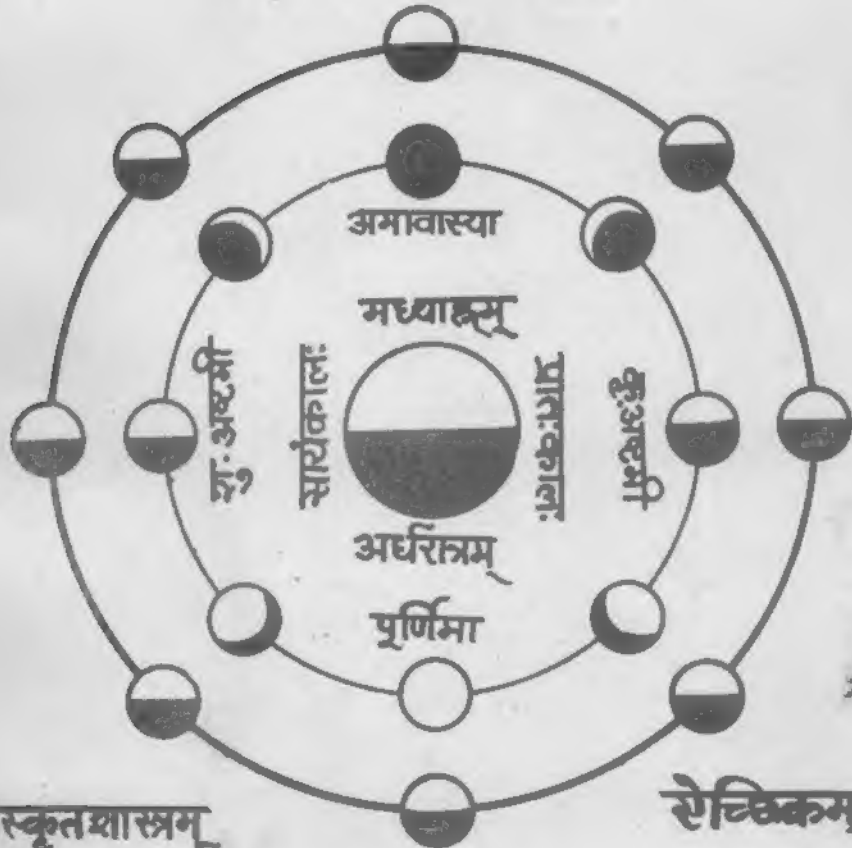 अमावास्या
मध्याह्नम्
शु·अष्टमी
सायंकालः
प्रातःकालः
कृ·अष्टमी
अर्धरात्रम्
पूर्णिमा
स्कृतशास्त्रम्
ऐच्छिकम्